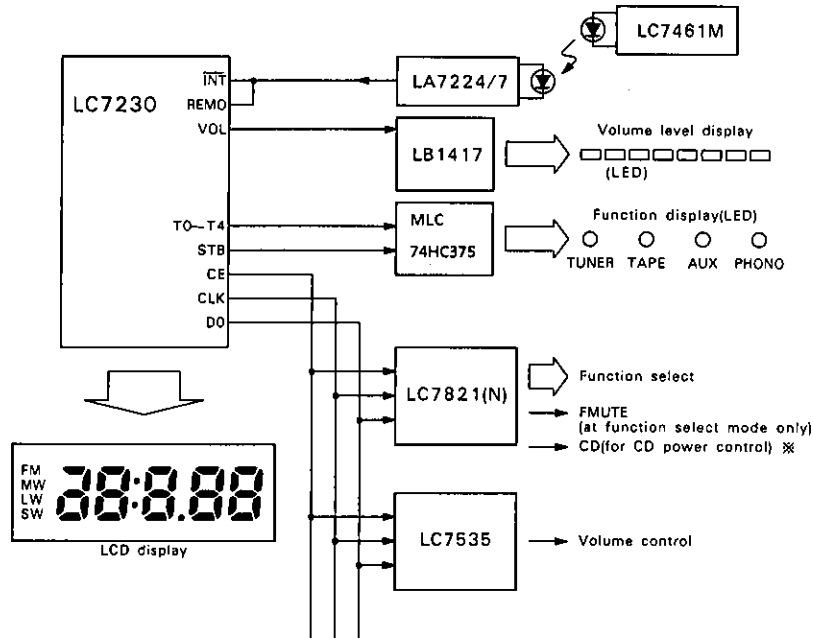 LC7461M
LC7230
INT
REMO
VOL
LA7224/7
LB1417
Volume level display
(LED)
T0~T4
STB
MLC
74HC375
Function display(LED)
TUNER TAPE AUX PHONO
CE
CLK
DO
LC7821(N)
Function select
FMUTE
(at function select mode only)
CD(for CD power control) ※
FM
MW
LW
SW
28:8.88
LCD display
LC7535
Volume control